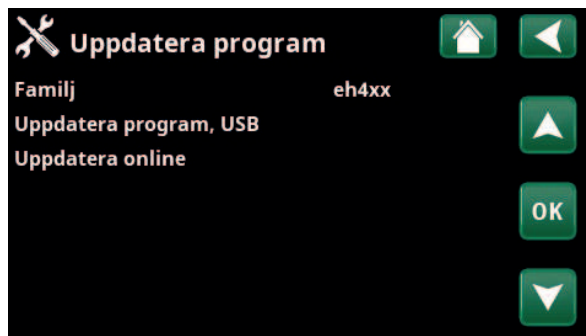 Uppdatera program
Familj eh4xx
Uppdatera program, USB
Uppdatera online
OK